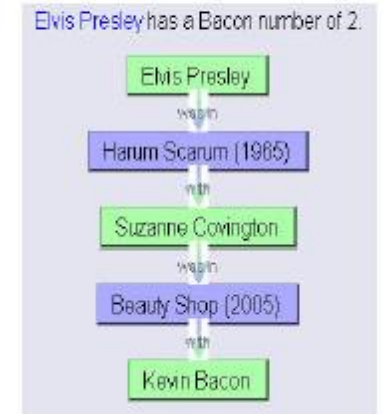 Elvis Presley has a Bacon number of 2.
Elvis Presley
was in
Harum Scarum (1965)
with
Suzanne Covington
was in
Beauty Shop (2005)
with
Kevin Bacon